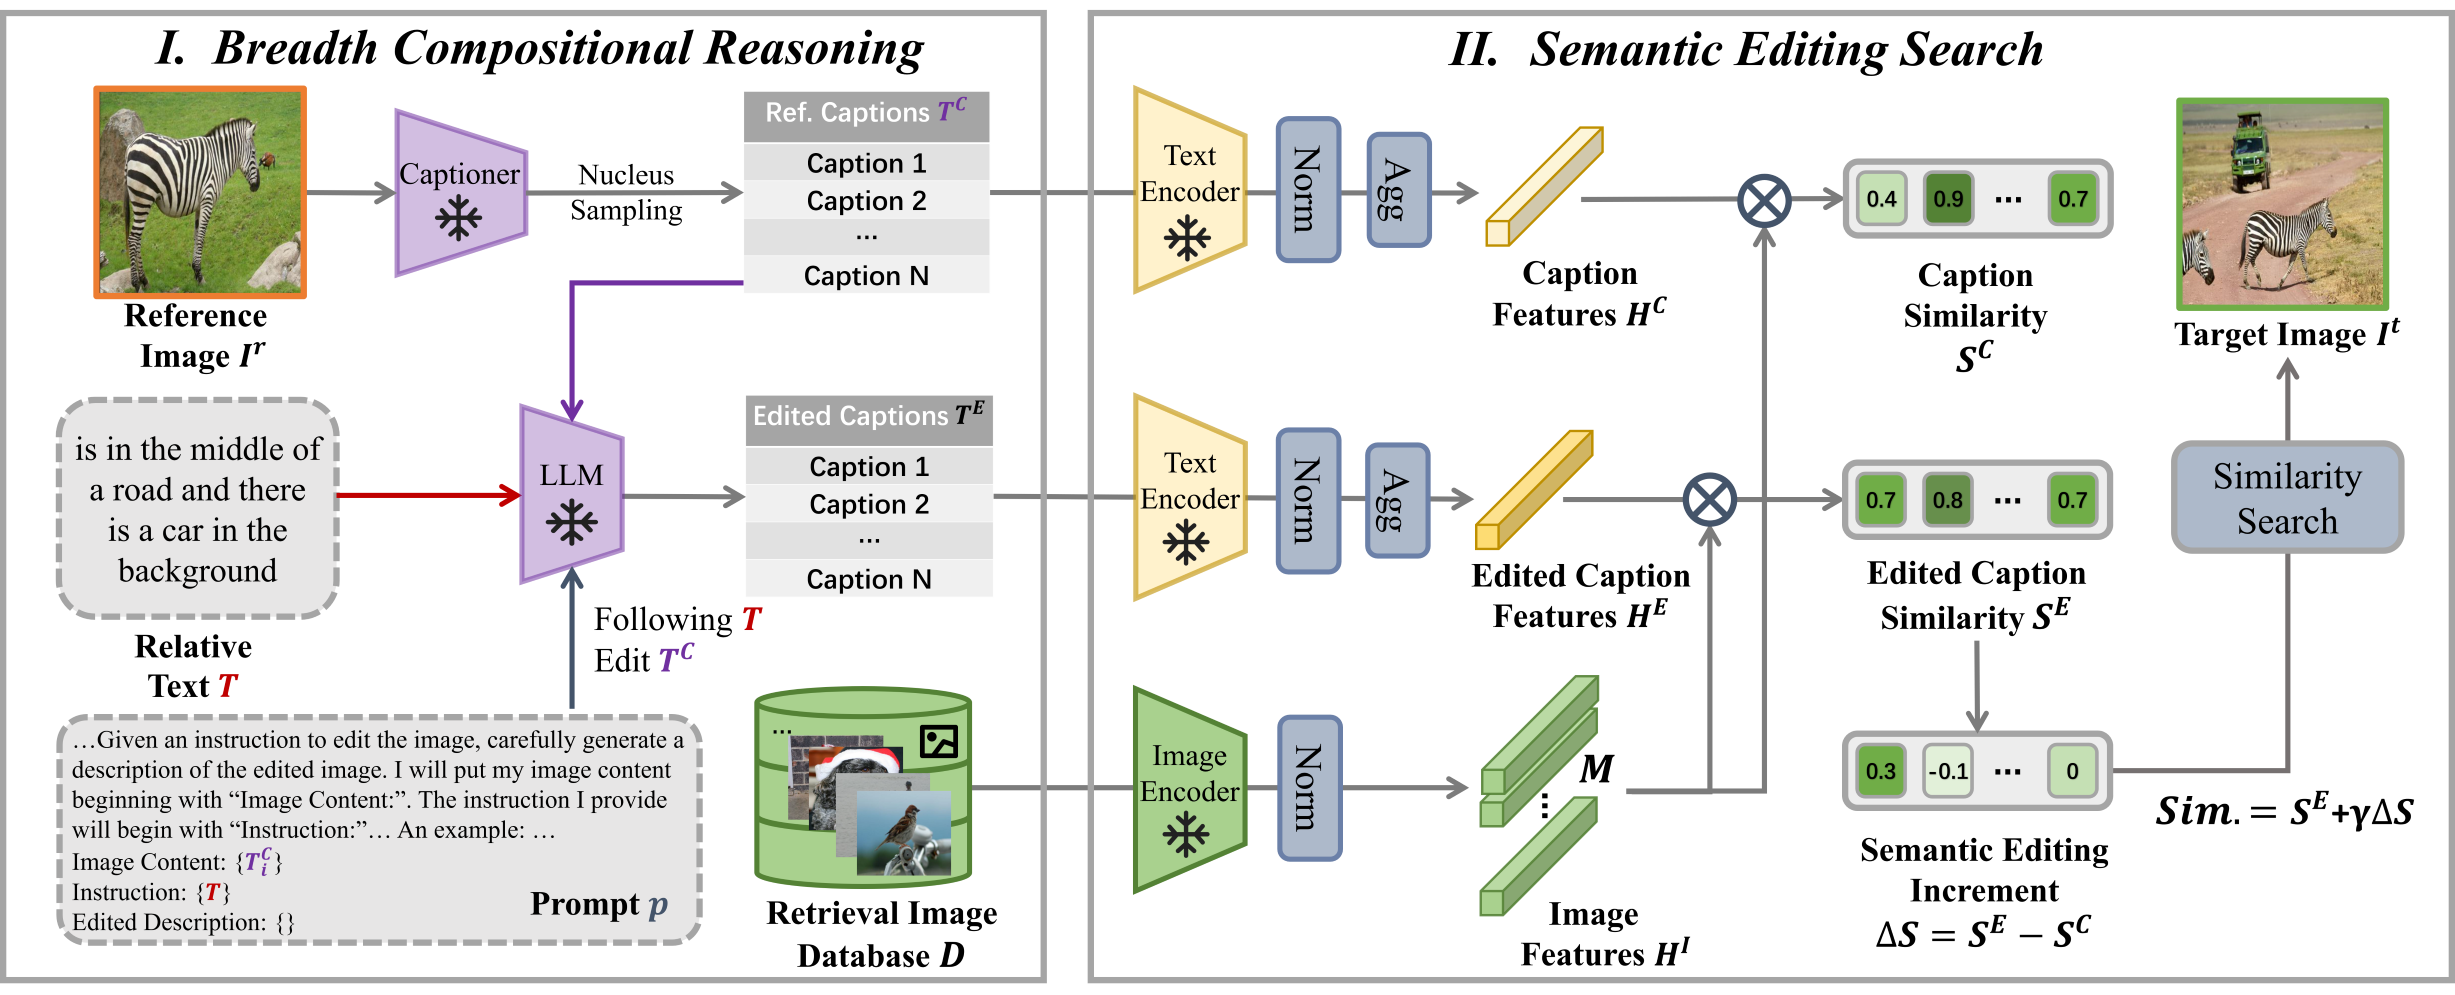 I. Breadth Compositional Reasoning
Captioner
Nucleus
Sampling
Ref. Captions T^C
Caption 1
Caption 2
...
Caption N
Reference
Image I^r
is in the middle of
a road and there
is a car in the
background
Relative
Text T
LLM
Edited Captions T^E
Caption 1
Caption 2
...
Caption N
Following T
Edit T^C
…Given an instruction to edit the image, carefully generate a
description of the edited image. I will put my image content
beginning with “Image Content:”. The instruction I provide
will begin with “Instruction:”… An example: …
Image Content: {T_i^C}
Instruction: {T}
Edited Description: {}
Prompt p
...
Retrieval Image
Database D
II. Semantic Editing Search
Text
Encoder
Norm
Agg
Caption
Features H^C
0.4 0.9 ... 0.7
Caption
Similarity
S^C
Target Image I^t
Text
Encoder
Norm
Agg
Edited Caption
Features H^E
0.7 0.8 ... 0.7
Edited Caption
Similarity S^E
Similarity
Search
Image
Encoder
Norm
M
...
Image
Features H^I
0.3 -0.1 ... 0
Semantic Editing
Increment
ΔS = S^E − S^C
Sim. = S^E+γΔS